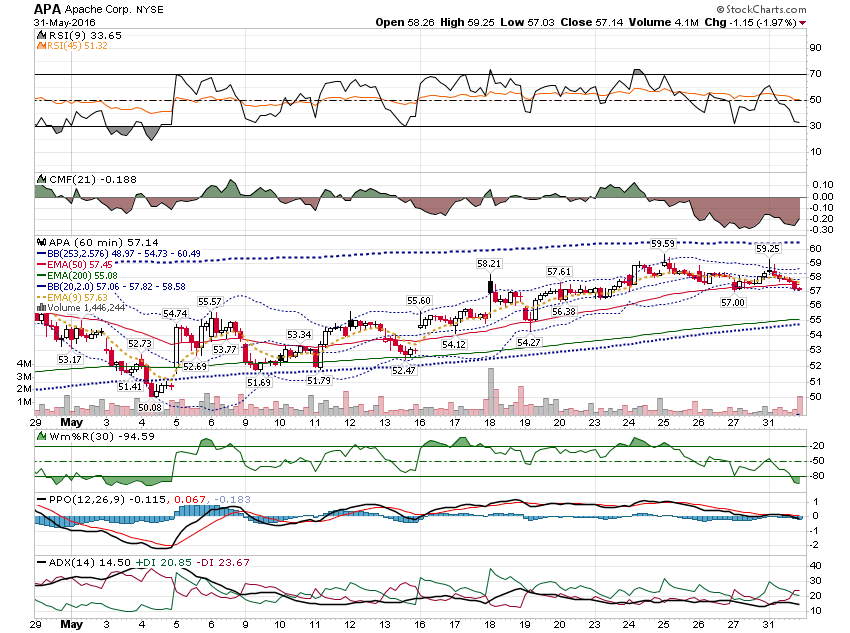 APA Apache Corp. NYSE
© StockCharts.com
31-May-2016
Open 58.26 High 59.25 Low 57.03 Close 57.14 Volume 4.1M Chg -1.15 (-1.97%)
RSI(9) 33.65
RSI(45) 51.32
90
70
50
30
10
CMF(21) -0.188
0.10
0.00
-0.10
-0.20
-0.30
APA (60 min) 57.14
BB(253,2.576) 48.97 - 54.73 - 60.49
EMA(50) 57.45
EMA(200) 55.08
BB(20,2.0) 57.06 - 57.82 - 58.58
EMA(9) 57.63
Volume 1,446,244
53.17
52.73
51.41
50.08
54.74
52.69
55.57
53.77
51.69
53.34
51.79
52.47
55.60
54.12
58.21
54.27
57.61
56.38
59.59
57.00
59.25
60
59
58
57
56
55
54
53
52
51
50
4M
3M
2M
1M
29 May 3 4 5 6 9 10 11 12 13 16 17 18 19 20 23 24 25 26 27 31
Wm%R(30) -94.59
-20
-50
-80
PPO(12,26,9) -0.115, 0.067, -0.183
1
0
-1
-2
ADX(14) 14.50 +DI 20.85 -DI 23.67
40
30
20
10
29 May 3 4 5 6 9 10 11 12 13 16 17 18 19 20 23 24 25 26 27 31